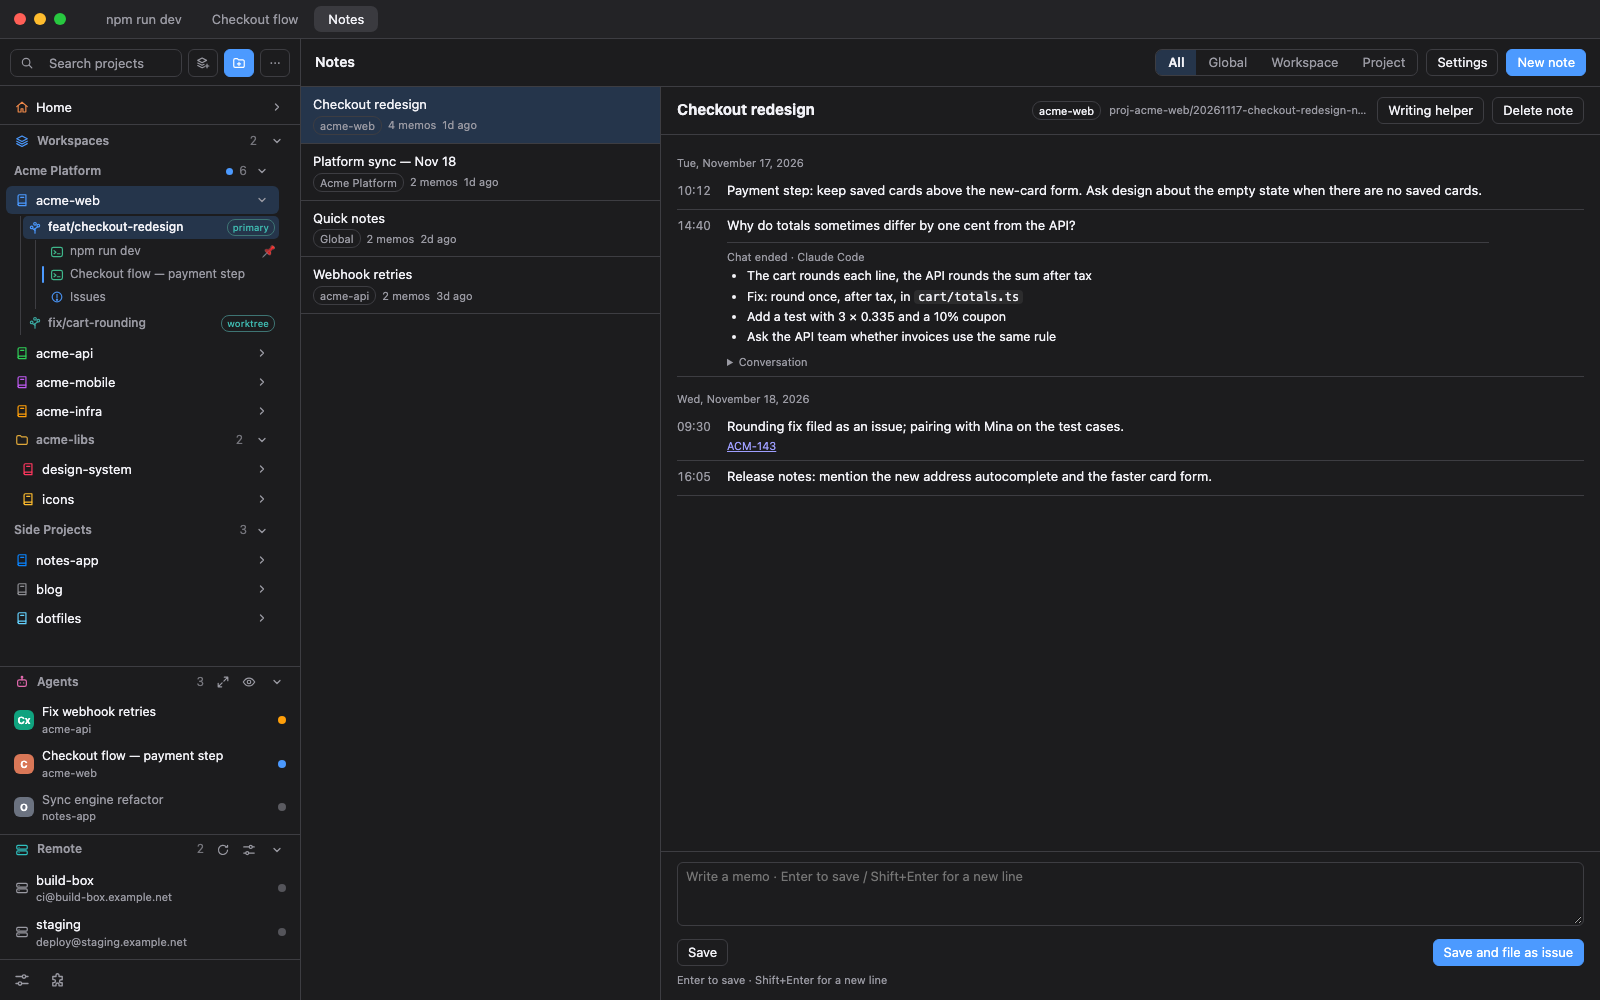 npm run dev
Checkout flow
Notes
Search projects
Home
Workspaces 2
Acme Platform 6
acme-web
feat/checkout-redesign primary
npm run dev
Checkout flow — payment step
Issues
fix/cart-rounding worktree
acme-api
acme-mobile
acme-infra
acme-libs 2
design-system
icons
Side Projects 3
notes-app
blog
dotfiles
Agents 3
Cx Fix webhook retries
acme-api
C Checkout flow — payment step
acme-web
O Sync engine refactor
notes-app
Remote 2
build-box
ci@build-box.example.net
staging
deploy@staging.example.net
Notes
All Global Workspace Project Settings New note
Checkout redesign
acme-web 4 memos 1d ago
Platform sync — Nov 18
Acme Platform 2 memos 1d ago
Quick notes
Global 2 memos 2d ago
Webhook retries
acme-api 2 memos 3d ago
Checkout redesign acme-web proj-acme-web/20261117-checkout-redesign-n... Writing helper Delete note
Tue, November 17, 2026
10:12 Payment step: keep saved cards above the new-card form. Ask design about the empty state when there are no saved cards.
14:40 Why do totals sometimes differ by one cent from the API?
Chat ended · Claude Code
• The cart rounds each line, the API rounds the sum after tax
• Fix: round once, after tax, in cart/totals.ts
• Add a test with 3 × 0.335 and a 10% coupon
• Ask the API team whether invoices use the same rule
Conversation
Wed, November 18, 2026
09:30 Rounding fix filed as an issue; pairing with Mina on the test cases.
ACM-143
16:05 Release notes: mention the new address autocomplete and the faster card form.
Write a memo · Enter to save / Shift+Enter for a new line
Save
Save and file as issue
Enter to save · Shift+Enter for a new line